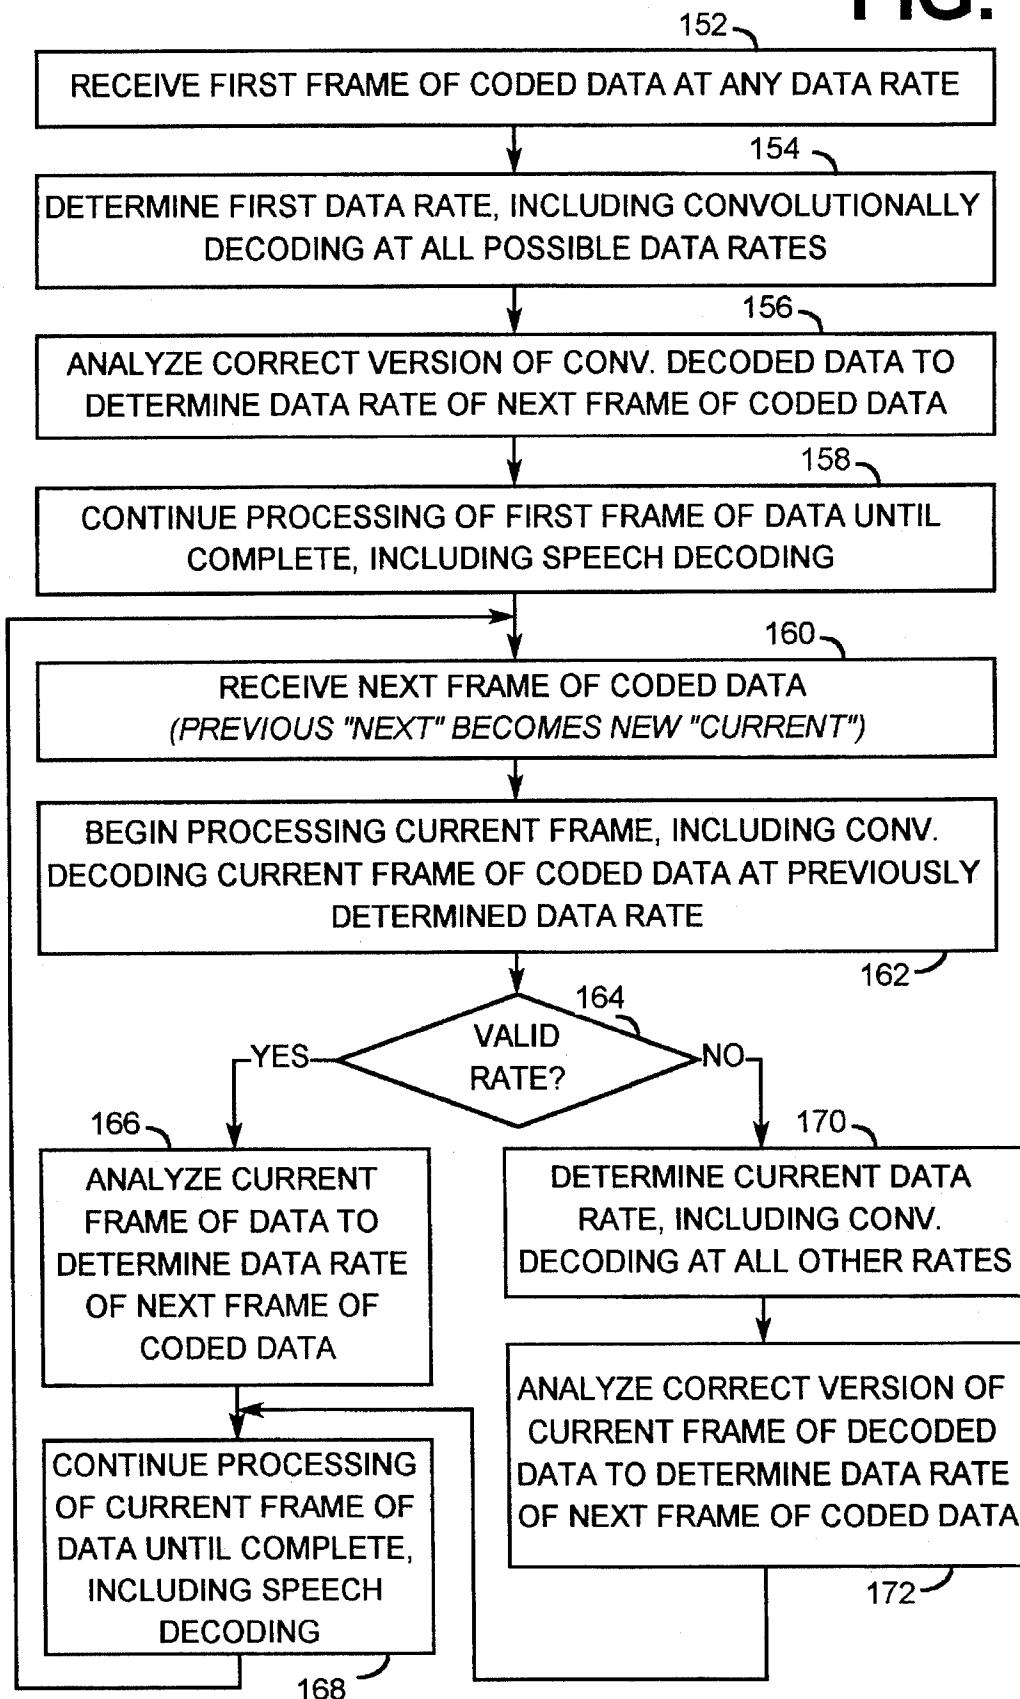 FIG.
152
RECEIVE FIRST FRAME OF CODED DATA AT ANY DATA RATE
154
DETERMINE FIRST DATA RATE, INCLUDING CONVOLUTIONALLY
DECODING AT ALL POSSIBLE DATA RATES
156
ANALYZE CORRECT VERSION OF CONV. DECODED DATA TO
DETERMINE DATA RATE OF NEXT FRAME OF CODED DATA
158
CONTINUE PROCESSING OF FIRST FRAME OF DATA UNTIL
COMPLETE, INCLUDING SPEECH DECODING
160
RECEIVE NEXT FRAME OF CODED DATA
(PREVIOUS "NEXT" BECOMES NEW "CURRENT")
BEGIN PROCESSING CURRENT FRAME, INCLUDING CONV.
DECODING CURRENT FRAME OF CODED DATA AT PREVIOUSLY
DETERMINED DATA RATE
162
164
VALID
RATE?
YES
NO
166
ANALYZE CURRENT
FRAME OF DATA TO
DETERMINE DATA RATE
OF NEXT FRAME OF
CODED DATA
170
DETERMINE CURRENT DATA
RATE, INCLUDING CONV.
DECODING AT ALL OTHER RATES
ANALYZE CORRECT VERSION OF
CURRENT FRAME OF DECODED
DATA TO DETERMINE DATA RATE
OF NEXT FRAME OF CODED DATA
172
CONTINUE PROCESSING
OF CURRENT FRAME OF
DATA UNTIL COMPLETE,
INCLUDING SPEECH
DECODING
168